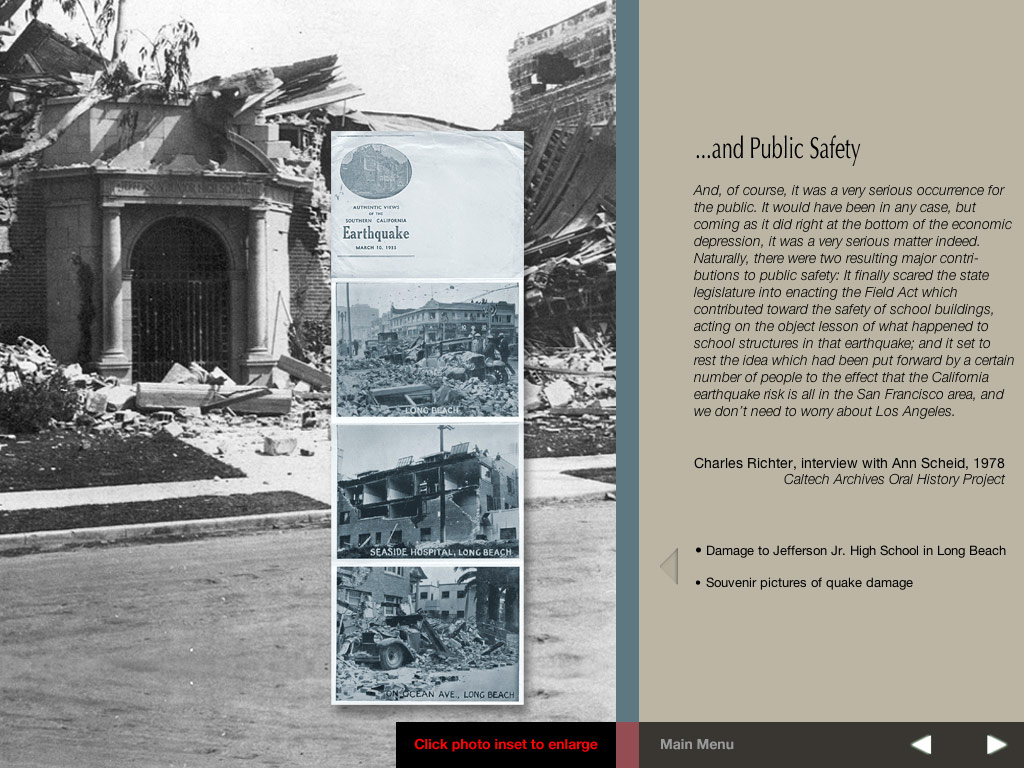 JEFFERSON JUNIOR HIGH SCHOOL
AUTHENTIC VIEWS
OF THE
SOUTHERN CALIFORNIA
Earthquake
MARCH 10, 1933
LONG BEACH
SEASIDE HOSPITAL, LONG BEACH
ON OCEAN AVE., LONG BEACH
Click photo inset to enlarge
...and Public Safety
And, of course, it was a very serious occurrence for
the public. It would have been in any case, but
coming as it did right at the bottom of the economic
depression, it was a very serious matter indeed.
Naturally, there were two resulting major contri-
butions to public safety: It finally scared the state
legislature into enacting the Field Act which
contributed toward the safety of school buildings,
acting on the object lesson of what happened to
school structures in that earthquake; and it set to
rest the idea which had been put forward by a certain
number of people to the effect that the California
earthquake risk is all in the San Francisco area, and
we don't need to worry about Los Angeles.
Charles Richter, interview with Ann Scheid, 1978
Caltech Archives Oral History Project
• Damage to Jefferson Jr. High School in Long Beach
• Souvenir pictures of quake damage
Main Menu